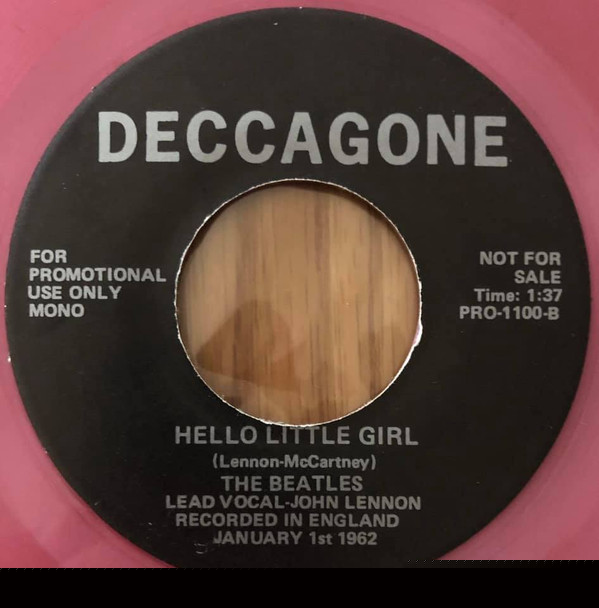 DECCAGONE
FOR
PROMOTIONAL
USE ONLY
MONO
NOT FOR
SALE
Time: 1:37
PRO-1100-B
HELLO LITTLE GIRL
(Lennon-McCartney)
THE BEATLES
LEAD VOCAL-JOHN LENNON
RECORDED IN ENGLAND
JANUARY 1st 1962